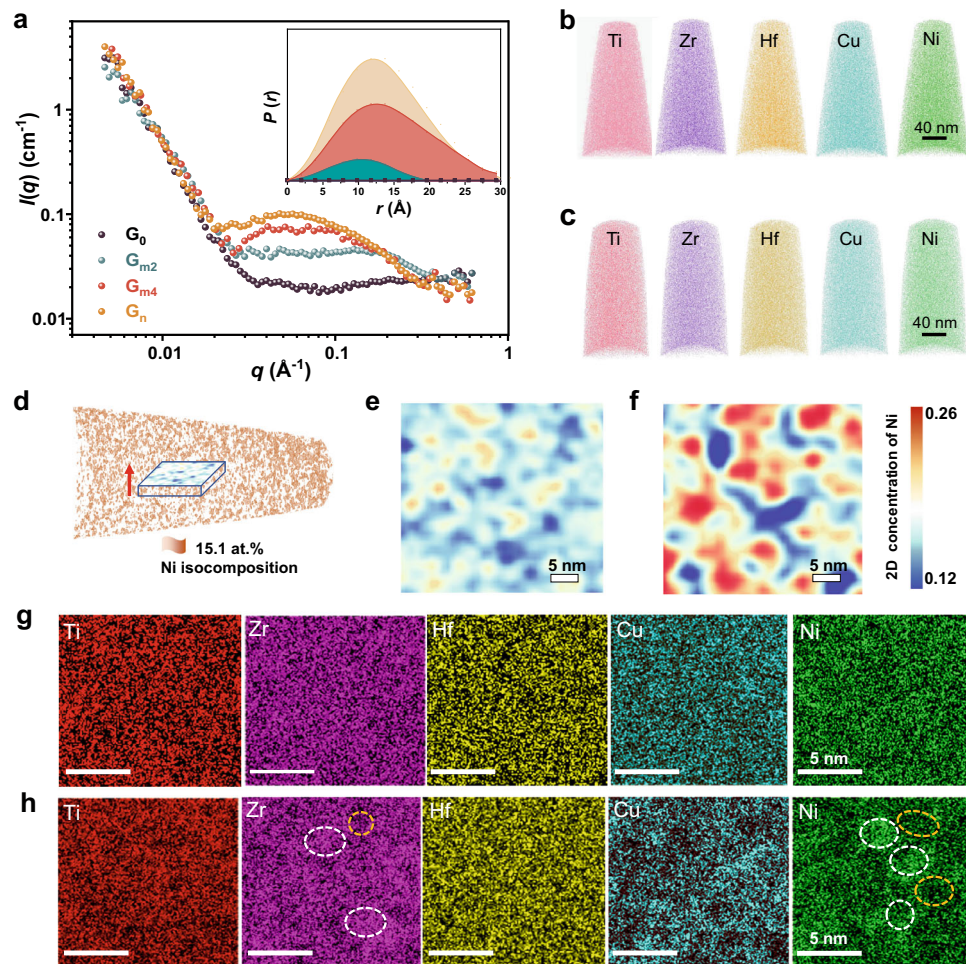 a
I(q) (cm⁻¹)
1
0.1
0.01
G₀
Gₘ₂
Gₘ₄
Gₙ
0.01
0.1
1
q (Å⁻¹)
P (r)
0 5 10 15 20 25 30
r (Å)
b
Ti Zr Hf Cu Ni
40 nm
c
Ti Zr Hf Cu Ni
40 nm
d
15.1 at.%
Ni isocomposition
e
5 nm
f
5 nm
0.26
2D concentration of Ni
0.12
g
Ti Zr Hf Cu Ni
5 nm
h
Ti Zr Hf Cu Ni
5 nm